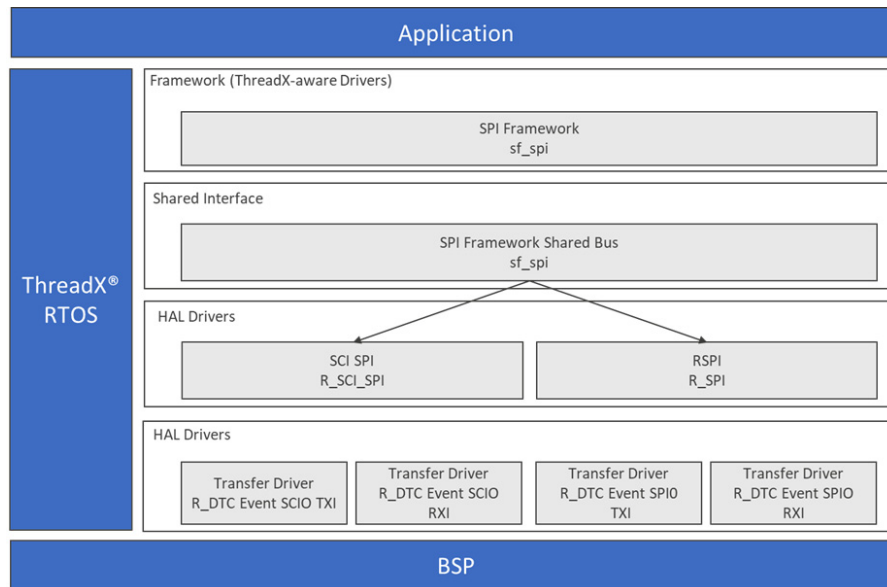 Application
Framework (ThreadX-aware Drivers)
SPI Framework
sf_spi
Shared Interface
SPI Framework Shared Bus
sf_spi
ThreadX®
RTOS
HAL Drivers
SCI SPI
R_SCI_SPI
RSPI
R_SPI
HAL Drivers
Transfer Driver
R_DTC Event SCIO TXI
Transfer Driver
R_DTC Event SCIO
RXI
Transfer Driver
R_DTC Event SPI0
TXI
Transfer Driver
R_DTC Event SPIO
RXI
BSP